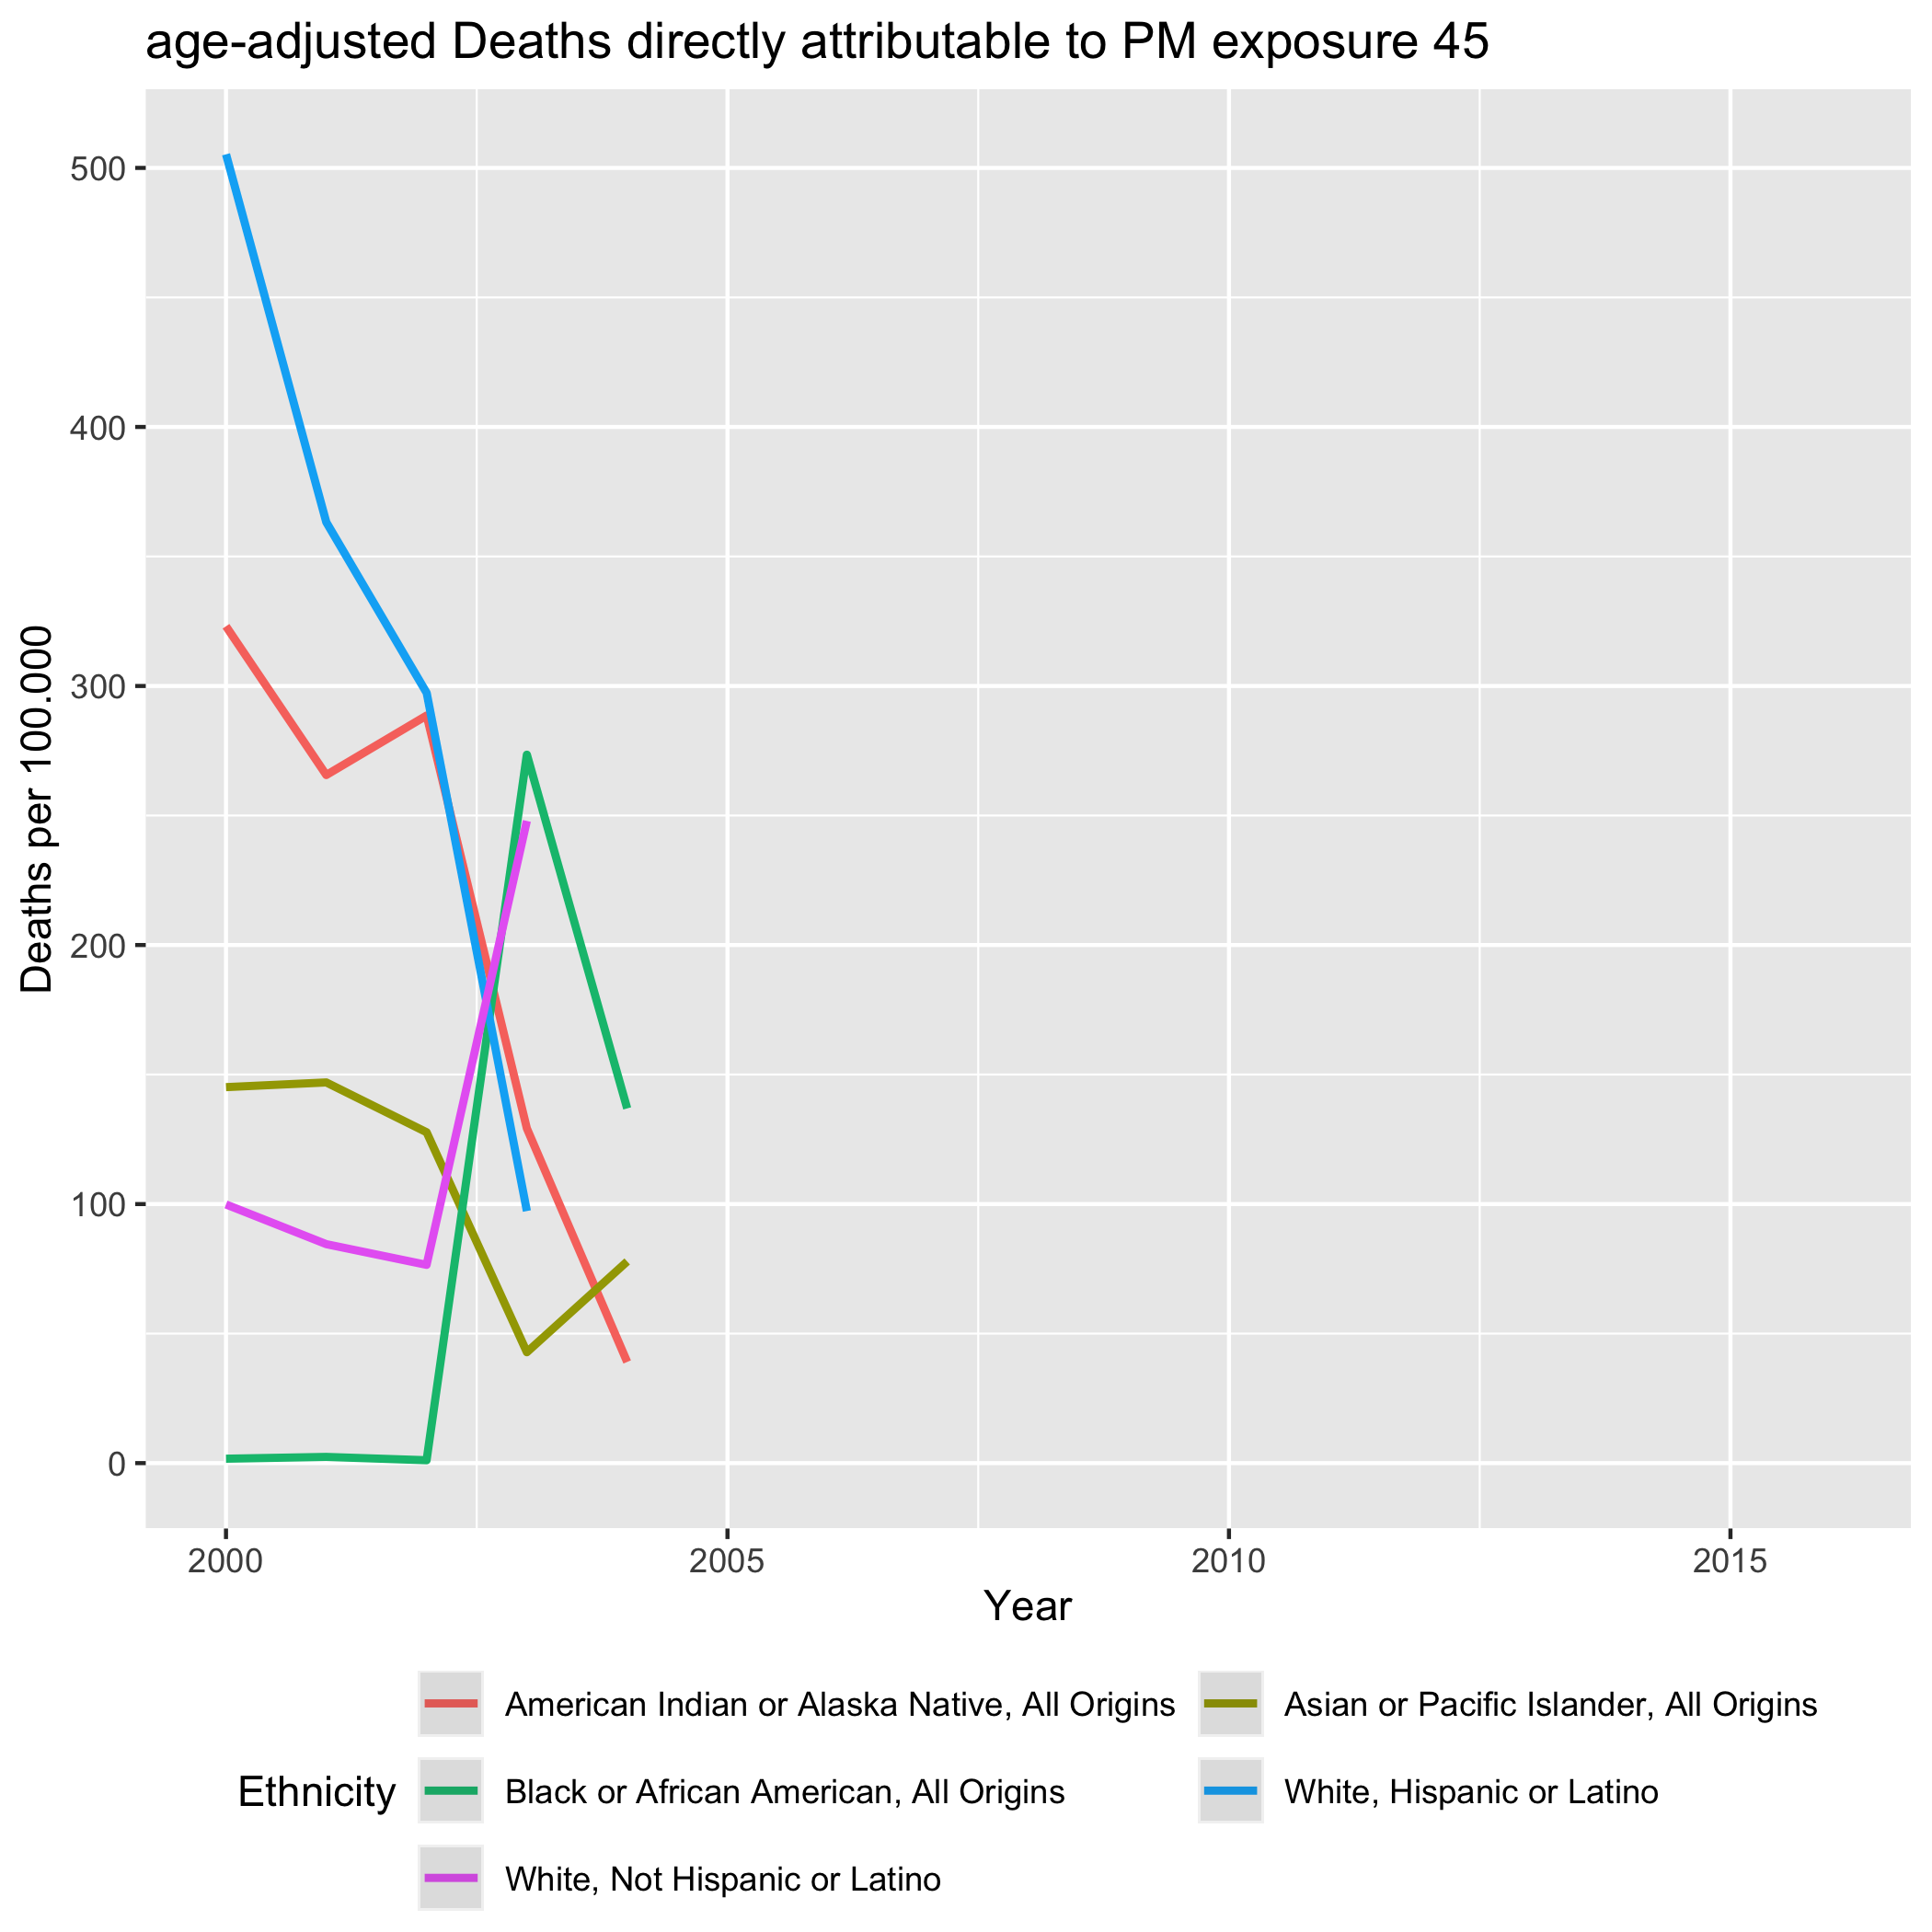 age-adjusted Deaths directly attributable to PM exposure 45
Deaths per 100.000
500
400
300
200
100
0
2000 2005 2010 2015
Year
Ethnicity
American Indian or Alaska Native, All Origins
Asian or Pacific Islander, All Origins
Black or African American, All Origins
White, Hispanic or Latino
White, Not Hispanic or Latino